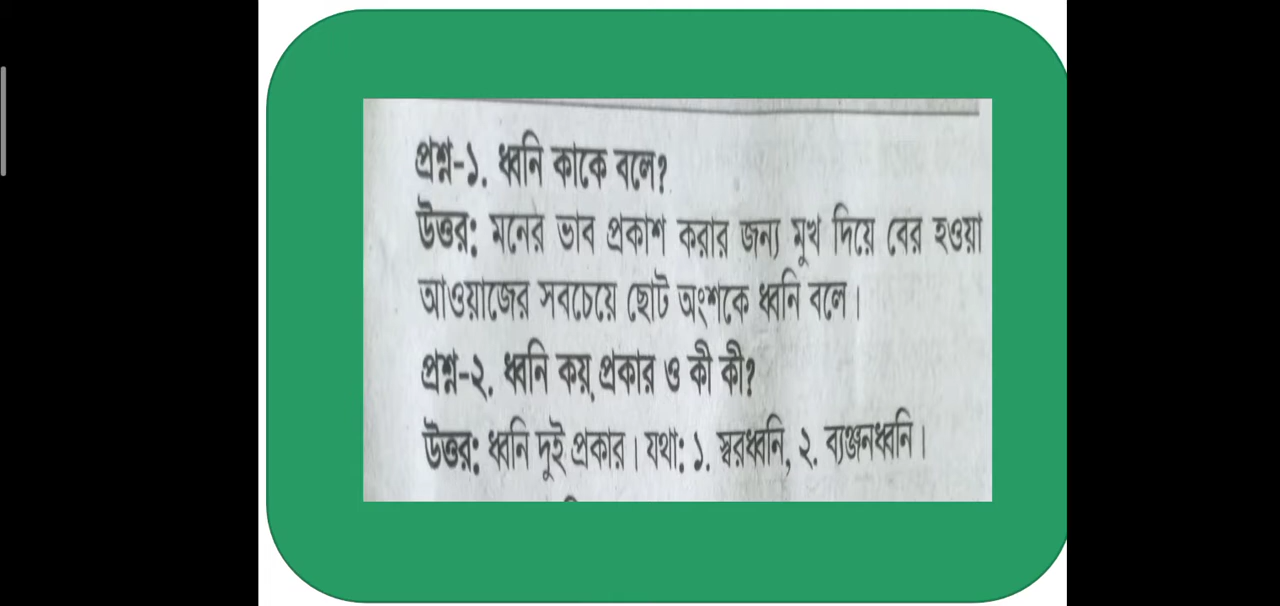 প্রশ্ন-১. ধ্বনি কাকে বলে?
উত্তর: মনের ভাব প্রকাশ করার জন্য মুখ দিয়ে বের হওয়া
আওয়াজের সবচেয়ে ছোট অংশকে ধ্বনি বলে।
প্রশ্ন-২. ধ্বনি কয় প্রকার ও কী কী?
উত্তর: ধ্বনি দুই প্রকার। যথা: ১. স্বরধ্বনি, ২. ব্যঞ্জনধ্বনি।